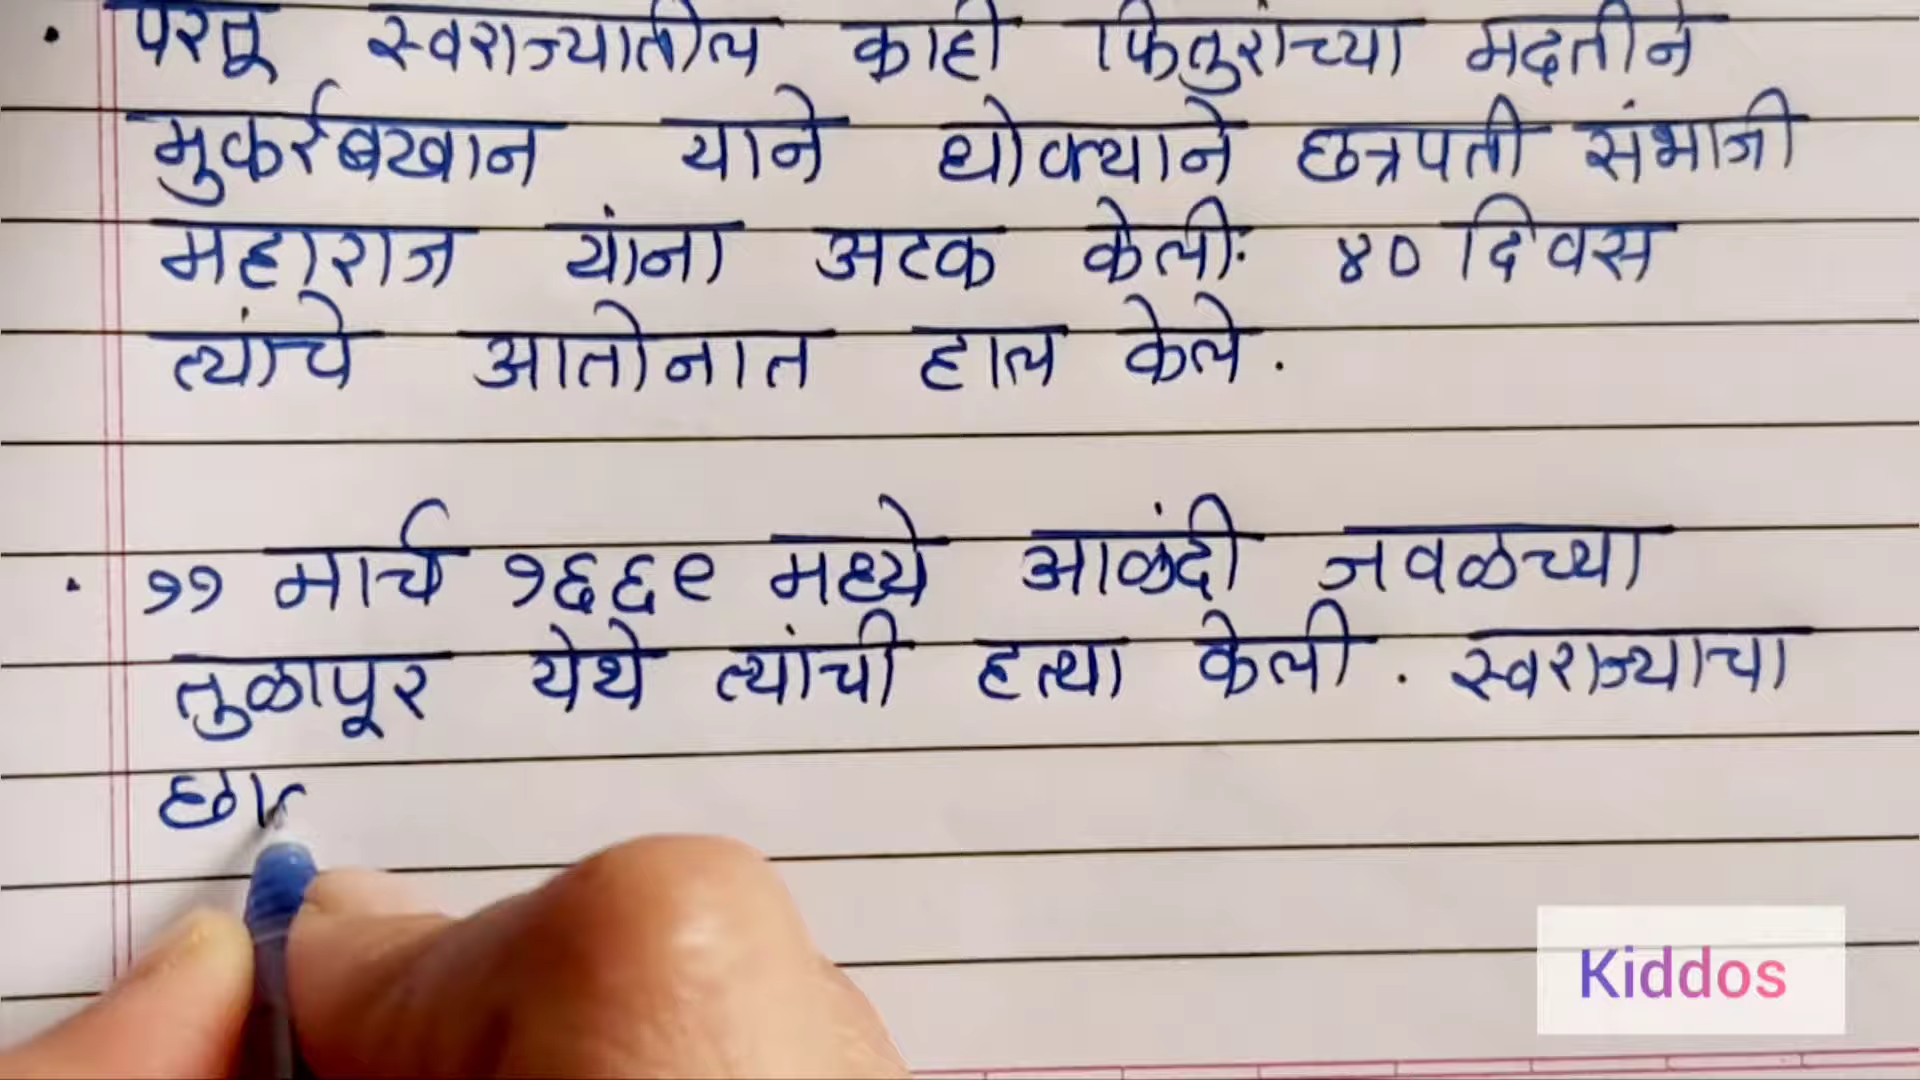 • परंतू स्वराज्यातील काही फितुरांच्या मदतीने
मुकर्रबखान याने धोक्याने छत्रपती संभाजी
महाराज यांना अटक केली. ४० दिवस
त्यांचे आतोनात हाल केले.
• ११ मार्च १६६९ मध्ये आळंदी जवळच्या
तुळापूर येथे त्यांची हत्या केली. स्वराज्याचा
Kiddos